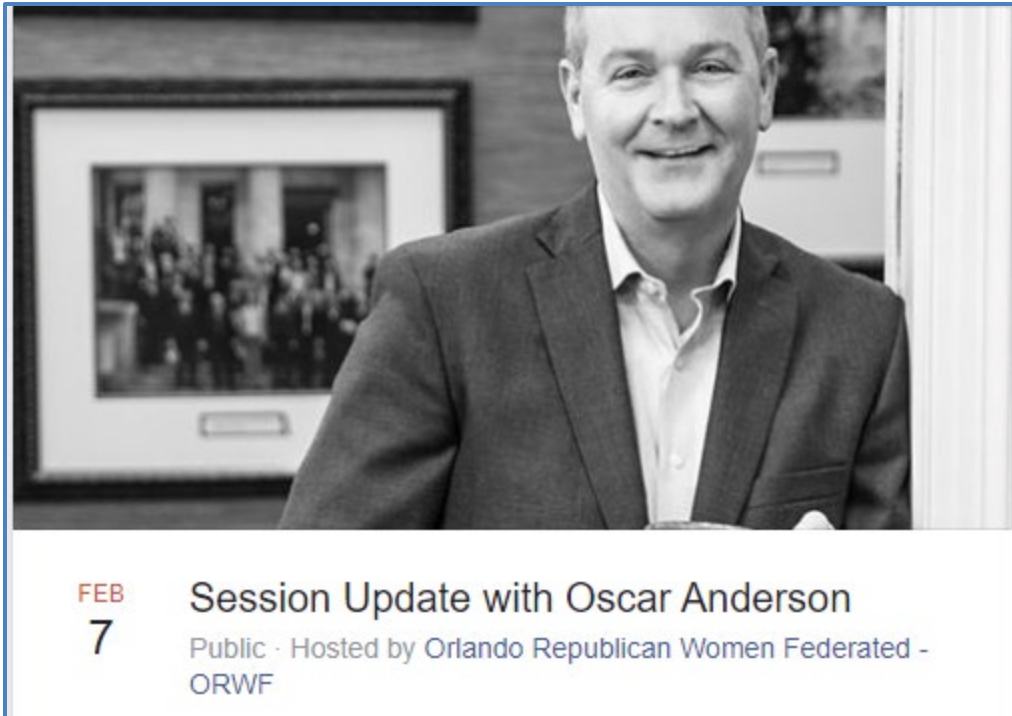 FEB
7
Session Update with Oscar Anderson
Public · Hosted by Orlando Republican Women Federated -
ORWF